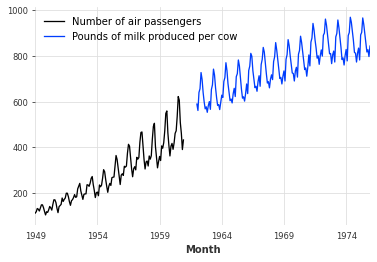 Number of air passengers
Pounds of milk produced per cow
1000
800
600
400
200
1949 1954 1959 1964 1969 1974
Month